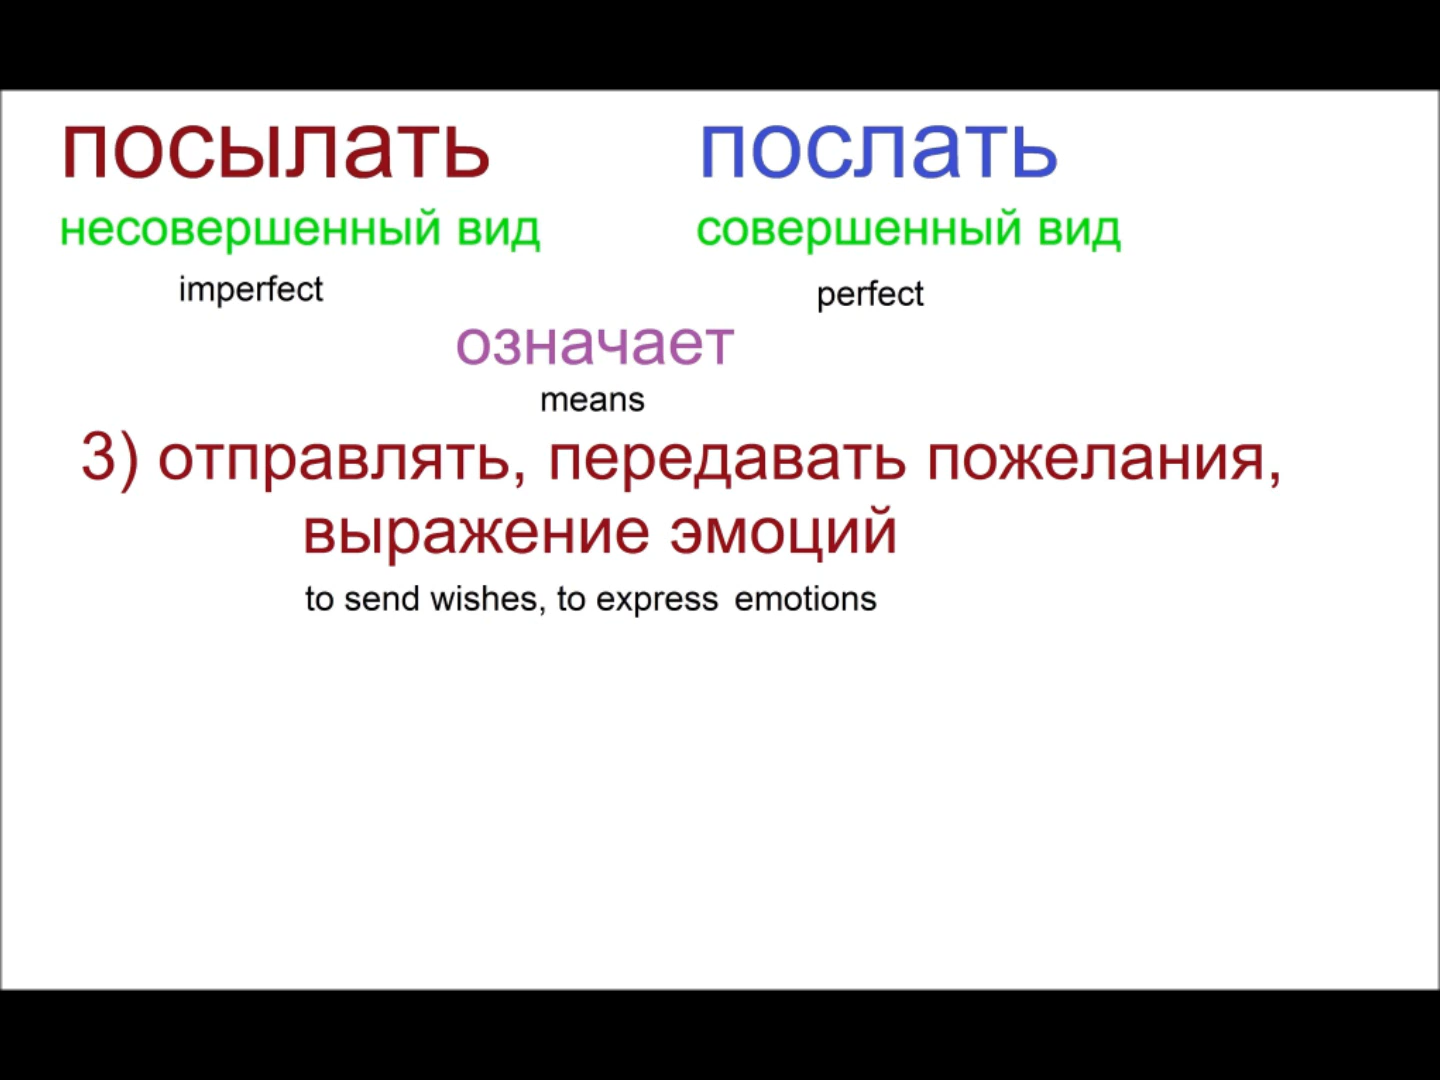 посылать послать
несовершенный вид совершенный вид
imperfect perfect
означает
means
3) отправлять, передавать пожелания,
выражение эмоций
to send wishes, to express emotions